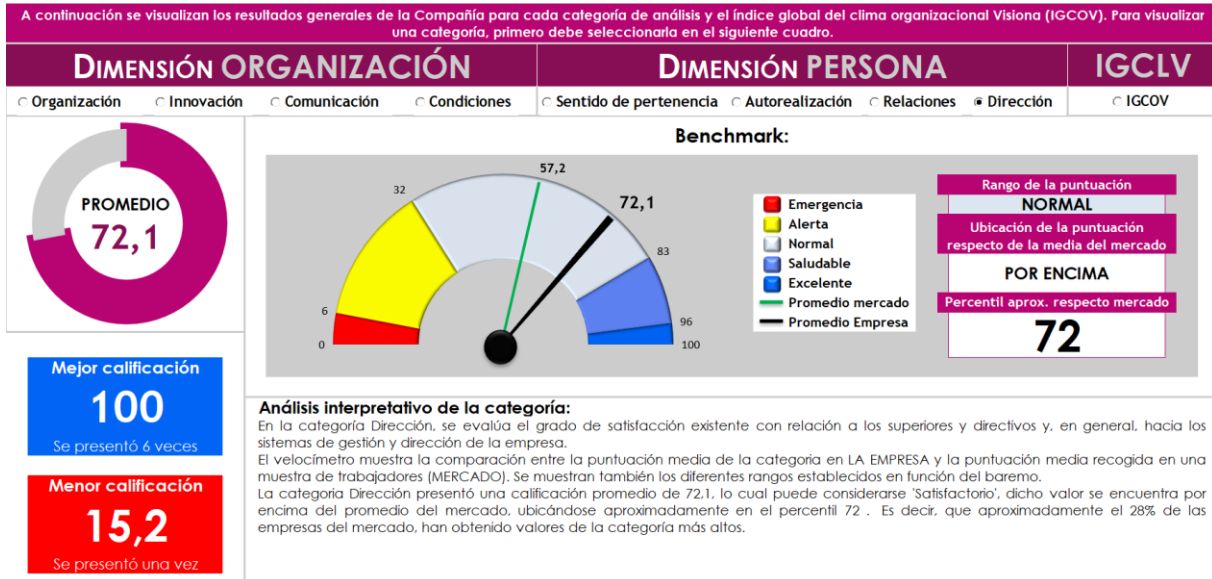 A continuación se visualizan los resultados generales de la Compañía para cada categoría de análisis y el índice global del clima organizacional Visiona (IGCOV). Para visualizar
una categoría, primero debe seleccionarla en el siguiente cuadro.
DIMENSIÓN ORGANIZACIÓN
DIMENSIÓN PERSONA
IGCLV
Organización
Innovación
Comunicación
Condiciones
Sentido de pertenencia
Autorealización
Relaciones
Dirección
IGCOV
PROMEDIO
72,1
Benchmark:
0
6
32
57,2
72,1
83
96
100
Emergencia
Alerta
Normal
Saludable
Excelente
Promedio mercado
Promedio Empresa
Rango de la puntuación
NORMAL
Ubicación de la puntuación
respecto de la media del mercado
POR ENCIMA
Percentil aprox. respecto mercado
72
Mejor calificación
100
Se presentó 6 veces
Menor calificación
15,2
Se presentó una vez
Análisis interpretativo de la categoría:
En la categoría Dirección, se evalúa el grado de satisfacción existente con relación a los superiores y directivos y, en general, hacia los
sistemas de gestión y dirección de la empresa.
El velocímetro muestra la comparación entre la puntuación media de la categoria en LA EMPRESA y la puntuación media recogida en una
muestra de trabajadores (MERCADO). Se muestran también los diferentes rangos establecidos en función del baremo.
La categoria Dirección presentó una calificación promedio de 72,1, lo cual puede considerarse 'Satisfactorio', dicho valor se encuentra por
encima del promedio del mercado, ubicándose aproximadamente en el percentil 72 . Es decir, que aproximadamente el 28% de las
empresas del mercado, han obtenido valores de la categoría más altos.